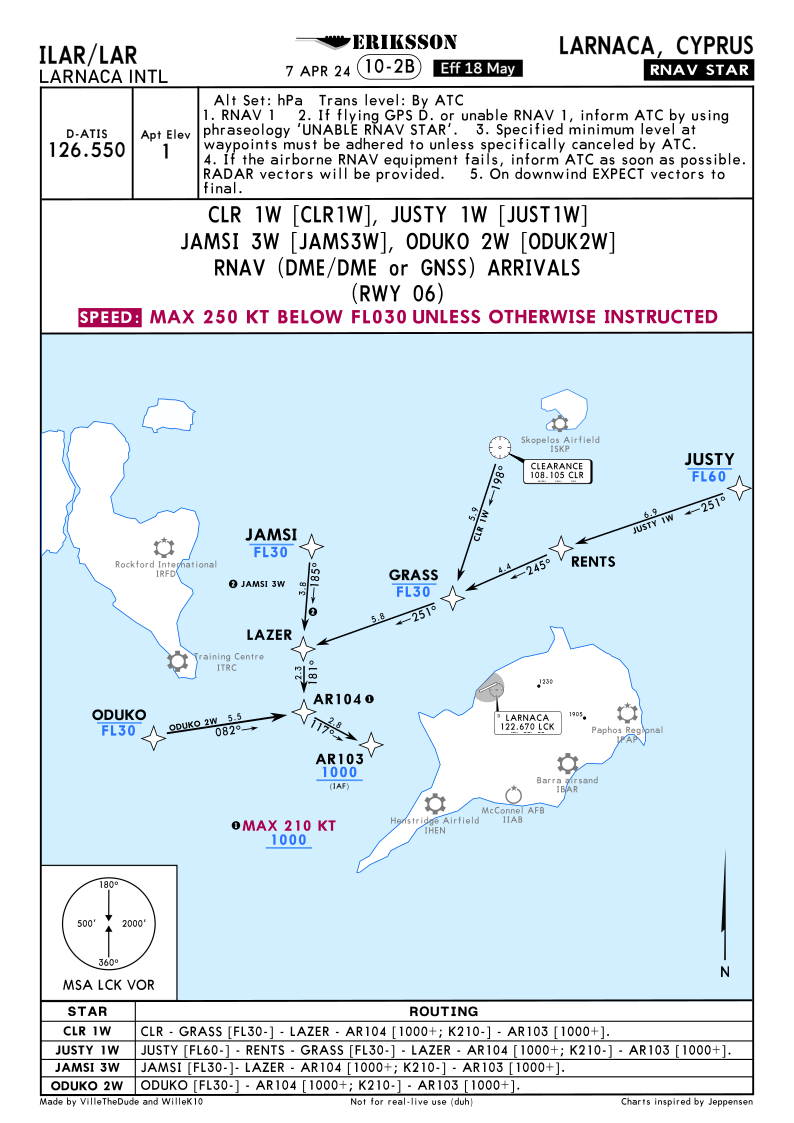 ILAR/LAR
LARNACA INTL
ERIKSSON
7 APR 24
10-2B
Eff 18 May
LARNACA, CYPRUS
RNAV STAR
D-ATIS
126.550
Apt Elev
1
Alt Set: hPa Trans level: By ATC
1. RNAV 1 2. If flying GPS D. or unable RNAV 1, inform ATC by using
phraseology 'UNABLE RNAV STAR'. 3. Specified minimum level at
waypoints must be adhered to unless specifically canceled by ATC.
4. If the airborne RNAV equipment fails, inform ATC as soon as possible.
RADAR vectors will be provided. 5. On downwind EXPECT vectors to
final.
CLR 1W [CLR1W], JUSTY 1W [JUST1W]
JAMSI 3W [JAMS3W], ODUKO 2W [ODUK2W]
RNAV (DME/DME or GNSS) ARRIVALS
(RWY 06)
SPEED: MAX 250 KT BELOW FL030 UNLESS OTHERWISE INSTRUCTED
Skopelos Airfield
ISKP
CLEARANCE
108.105 CLR
JUSTY
FL60
198°
5.9
CLR 1W
6.9
JUSTY 1W
251°
JAMSI
FL30
Rockford International
IRFD
2 JAMSI 3W
3.8
185°
2
GRASS
FL30
4.4
245°
RENTS
5.8
251°
LAZER
Training Centre
ITRC
2.3
181°
AR104 1
1230
1905
LARNACA
122.670 LCK
D
Paphos Regional
IPAP
ODUKO
FL30
ODUKO 2W 5.5
082°
2.8
117°
AR103
1000
(IAF)
Barra airsand
IBAR
McConnel AFB
IIAB
Henstridge Airfield
IHEN
1 MAX 210 KT
1000
180°
500'
2000'
360°
MSA LCK VOR
N
STAR
ROUTING
CLR 1W
CLR - GRASS [FL30-] - LAZER - AR104 [1000+; K210-] - AR103 [1000+].
JUSTY 1W
JUSTY [FL60-] - RENTS - GRASS [FL30-] - LAZER - AR104 [1000+; K210-] - AR103 [1000+].
JAMSI 3W
JAMSI [FL30-]- LAZER - AR104 [1000+; K210-] - AR103 [1000+].
ODUKO 2W
ODUKO [FL30-] - AR104 [1000+; K210-] - AR103 [1000+].
Made by VilleTheDude and WilleK10
Not for real-live use (duh)
Charts inspired by Jeppensen